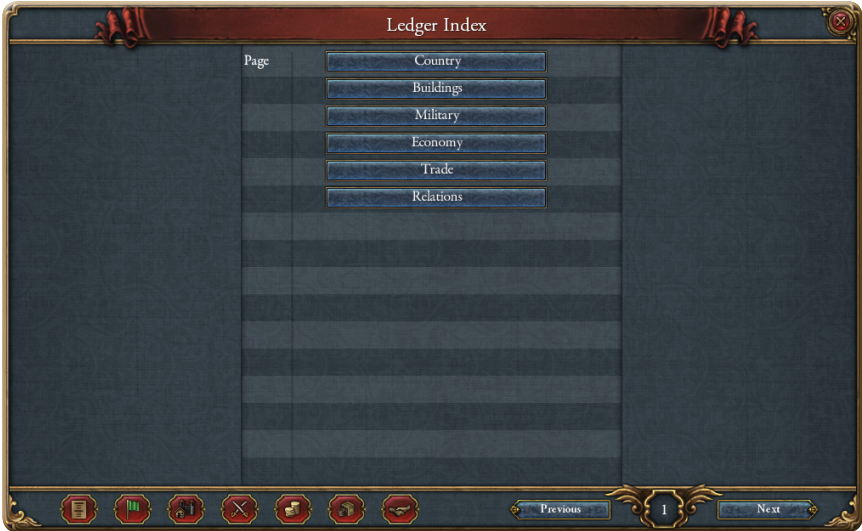 Ledger Index
Page
Country
Buildings
Military
Economy
Trade
Relations
Previous
1
Next